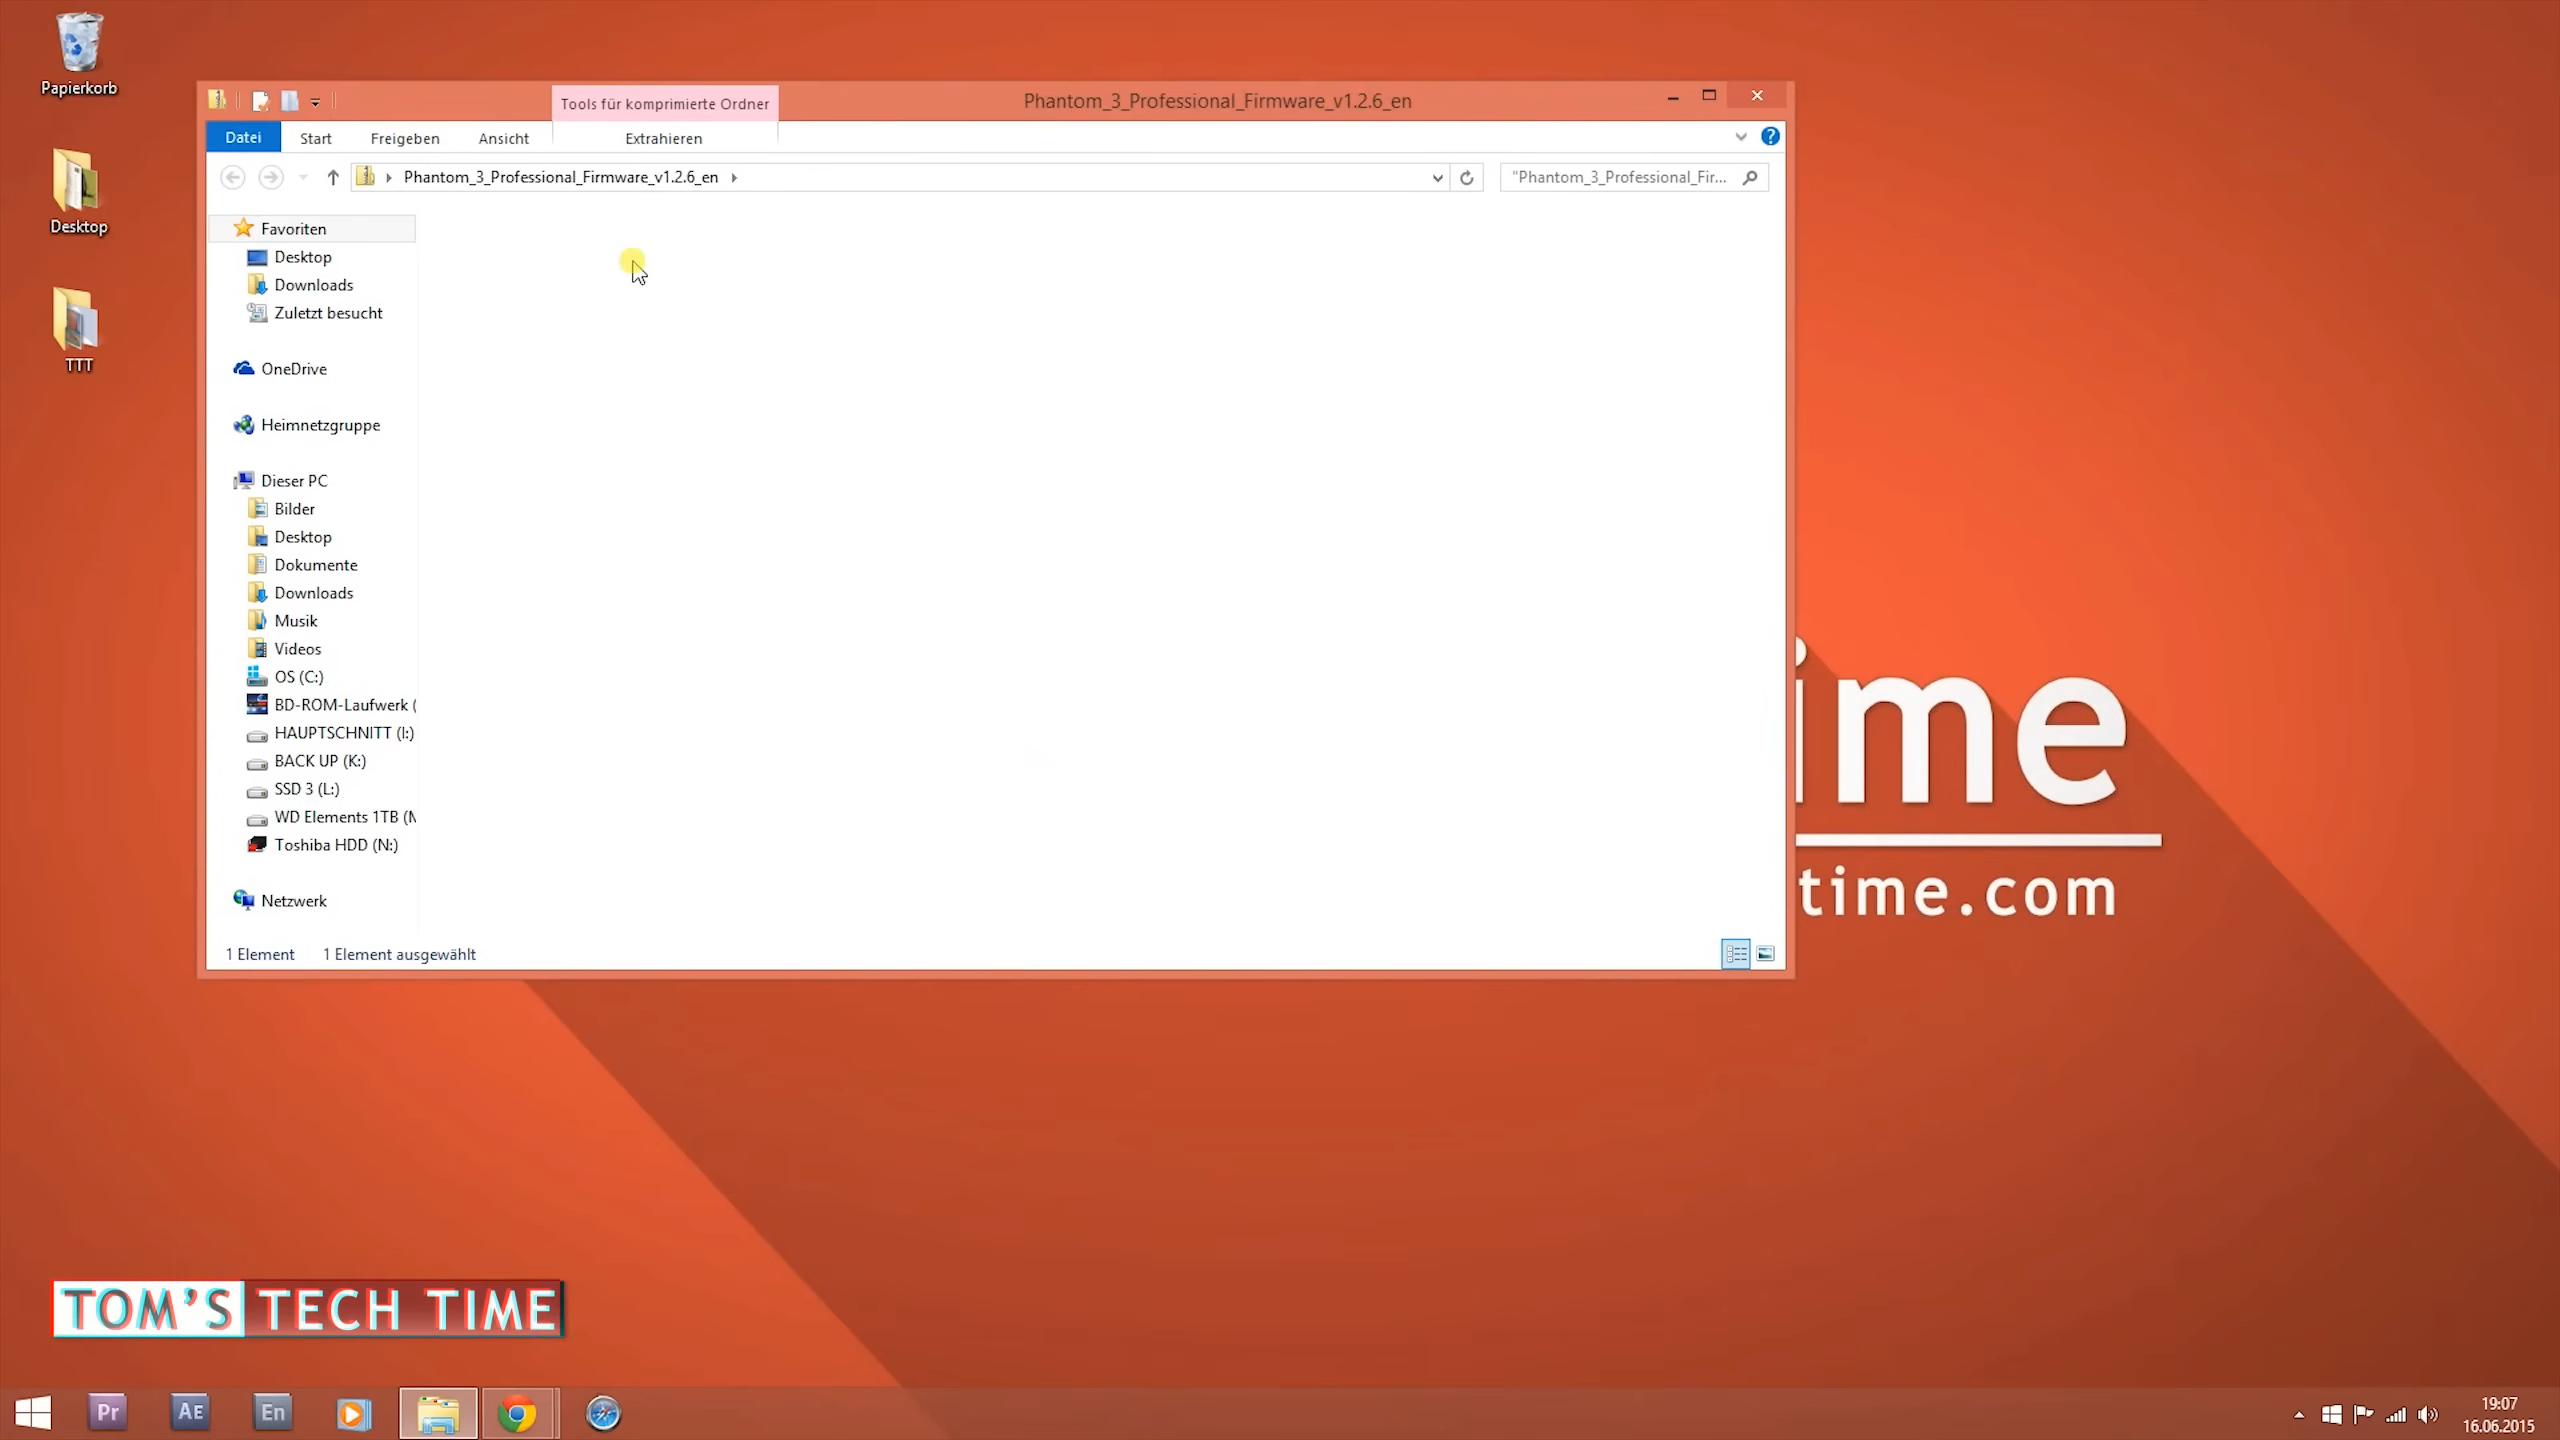 Papierkorb
Desktop
TTT
Tools für komprimierte Ordner
Phantom_3_Professional_Firmware_v1.2.6_en
Datei
Start
Freigeben
Ansicht
Extrahieren
Phantom_3_Professional_Firmware_v1.2.6_en
"Phantom_3_Professional_Fir...
Favoriten
Desktop
Downloads
Zuletzt besucht
OneDrive
Heimnetzgruppe
Dieser PC
Bilder
Desktop
Dokumente
Downloads
Musik
Videos
OS (C:)
BD-ROM-Laufwerk (
HAUPTSCHNITT (I:)
BACK UP (K:)
SSD 3 (L:)
WD Elements 1TB (M
Toshiba HDD (N:)
Netzwerk
1 Element
1 Element ausgewählt
ime
time.com
TOM'S TECH TIME
Pr
AE
En
19:07
16.06.2015